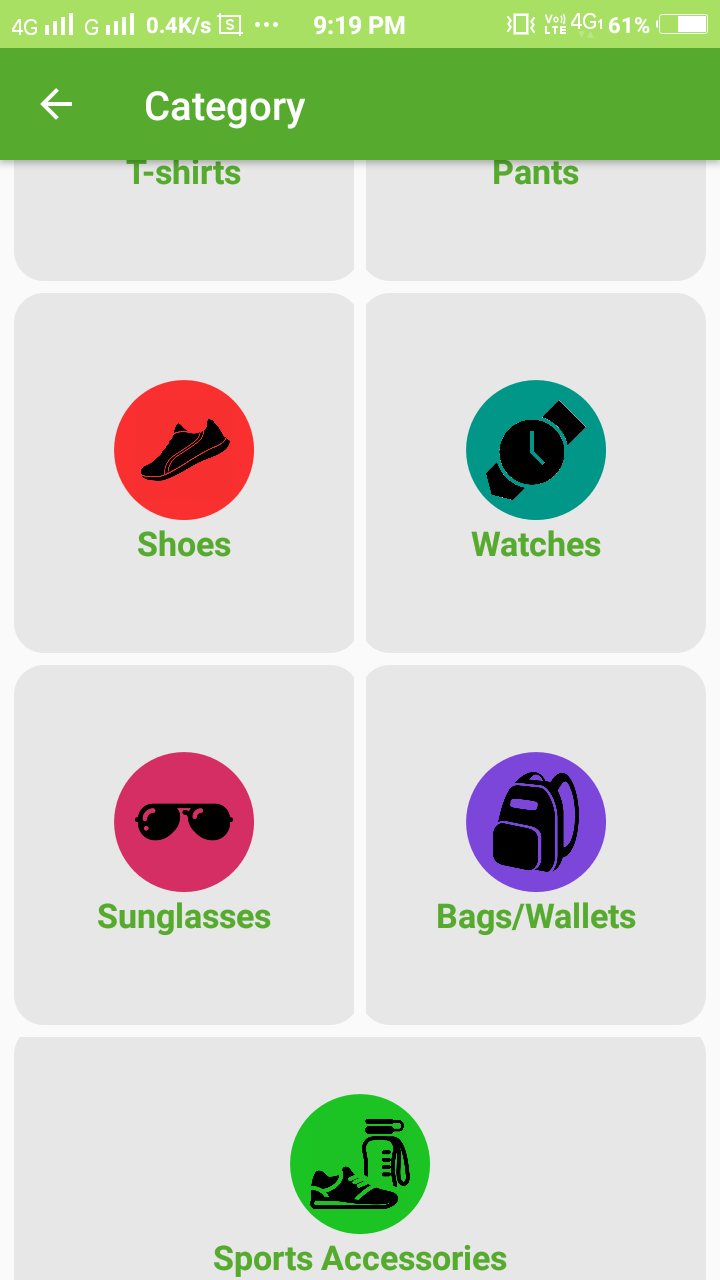 4G G 0.4K/s S ... 9:19 PM Vo)) LTE 4G1 61%
Category
T-shirts Pants
Shoes Watches
Sunglasses Bags/Wallets
Sports Accessories